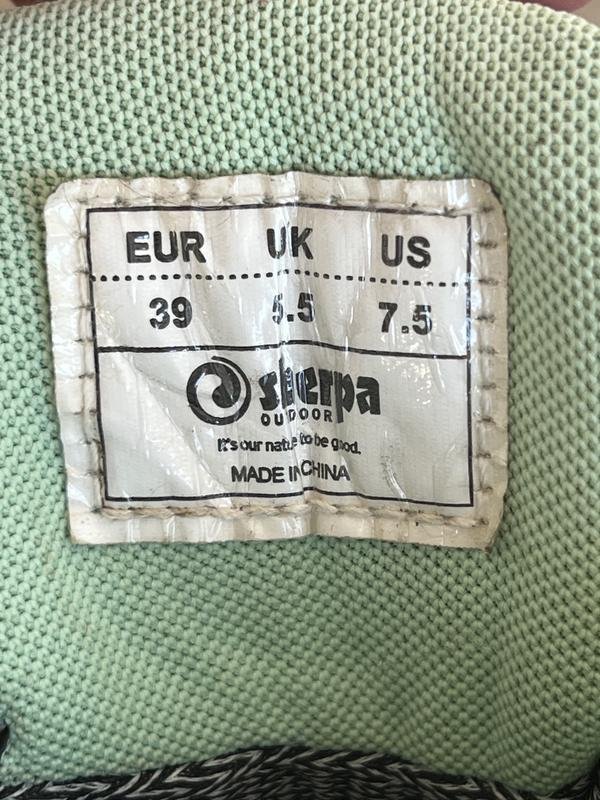 EUR UK US
39 5.5 7.5
sherpa
OUTDOOR
It's our nature to be good.
MADE IN CHINA